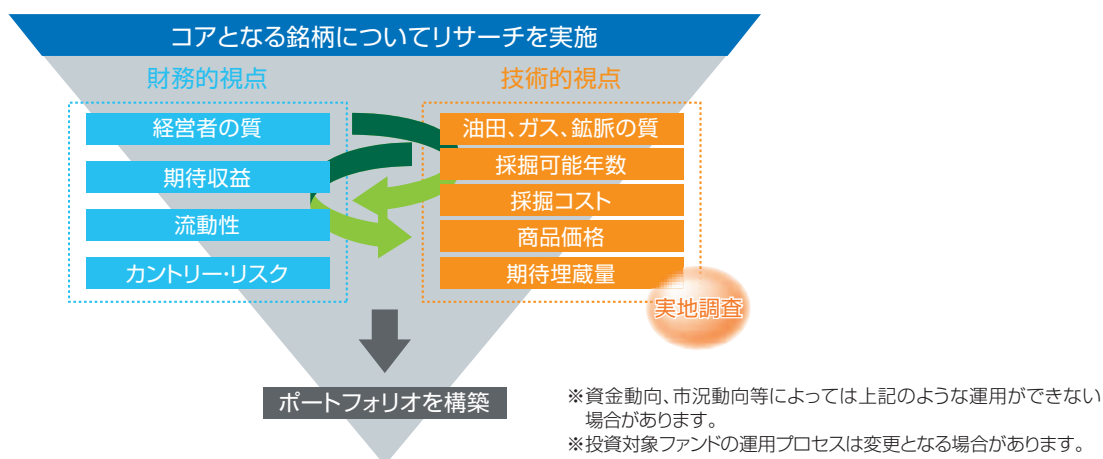 コアとなる銘柄についてリサーチを実施
財務的視点
経営者の質
期待収益
流動性
カントリー・リスク
技術的視点
油田、ガス、鉱脈の質
採掘可能年数
採掘コスト
商品価格
期待埋蔵量
実地調査
ポートフォリオを構築
※資金動向、市況動向等によっては上記のような運用ができない
場合があります。
※投資対象ファンドの運用プロセスは変更となる場合があります。